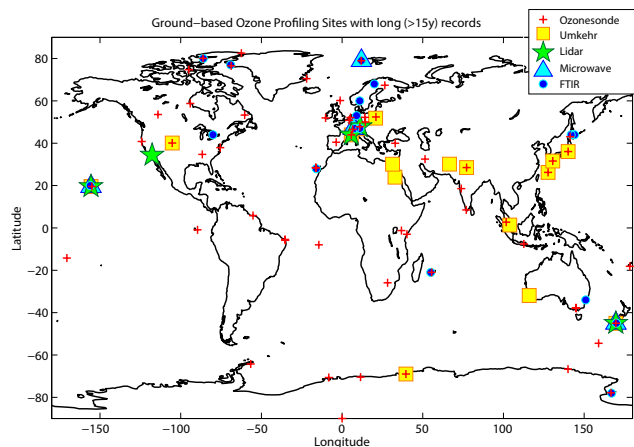 Ground−based Ozone Profiling Sites with long (>15y) records
Ozonesonde
Umkehr
Lidar
Microwave
FTIR
80
60
40
20
0
−20
−40
−60
−80
Latitude
−150 −100 −50 0 50 100 150
Longitude